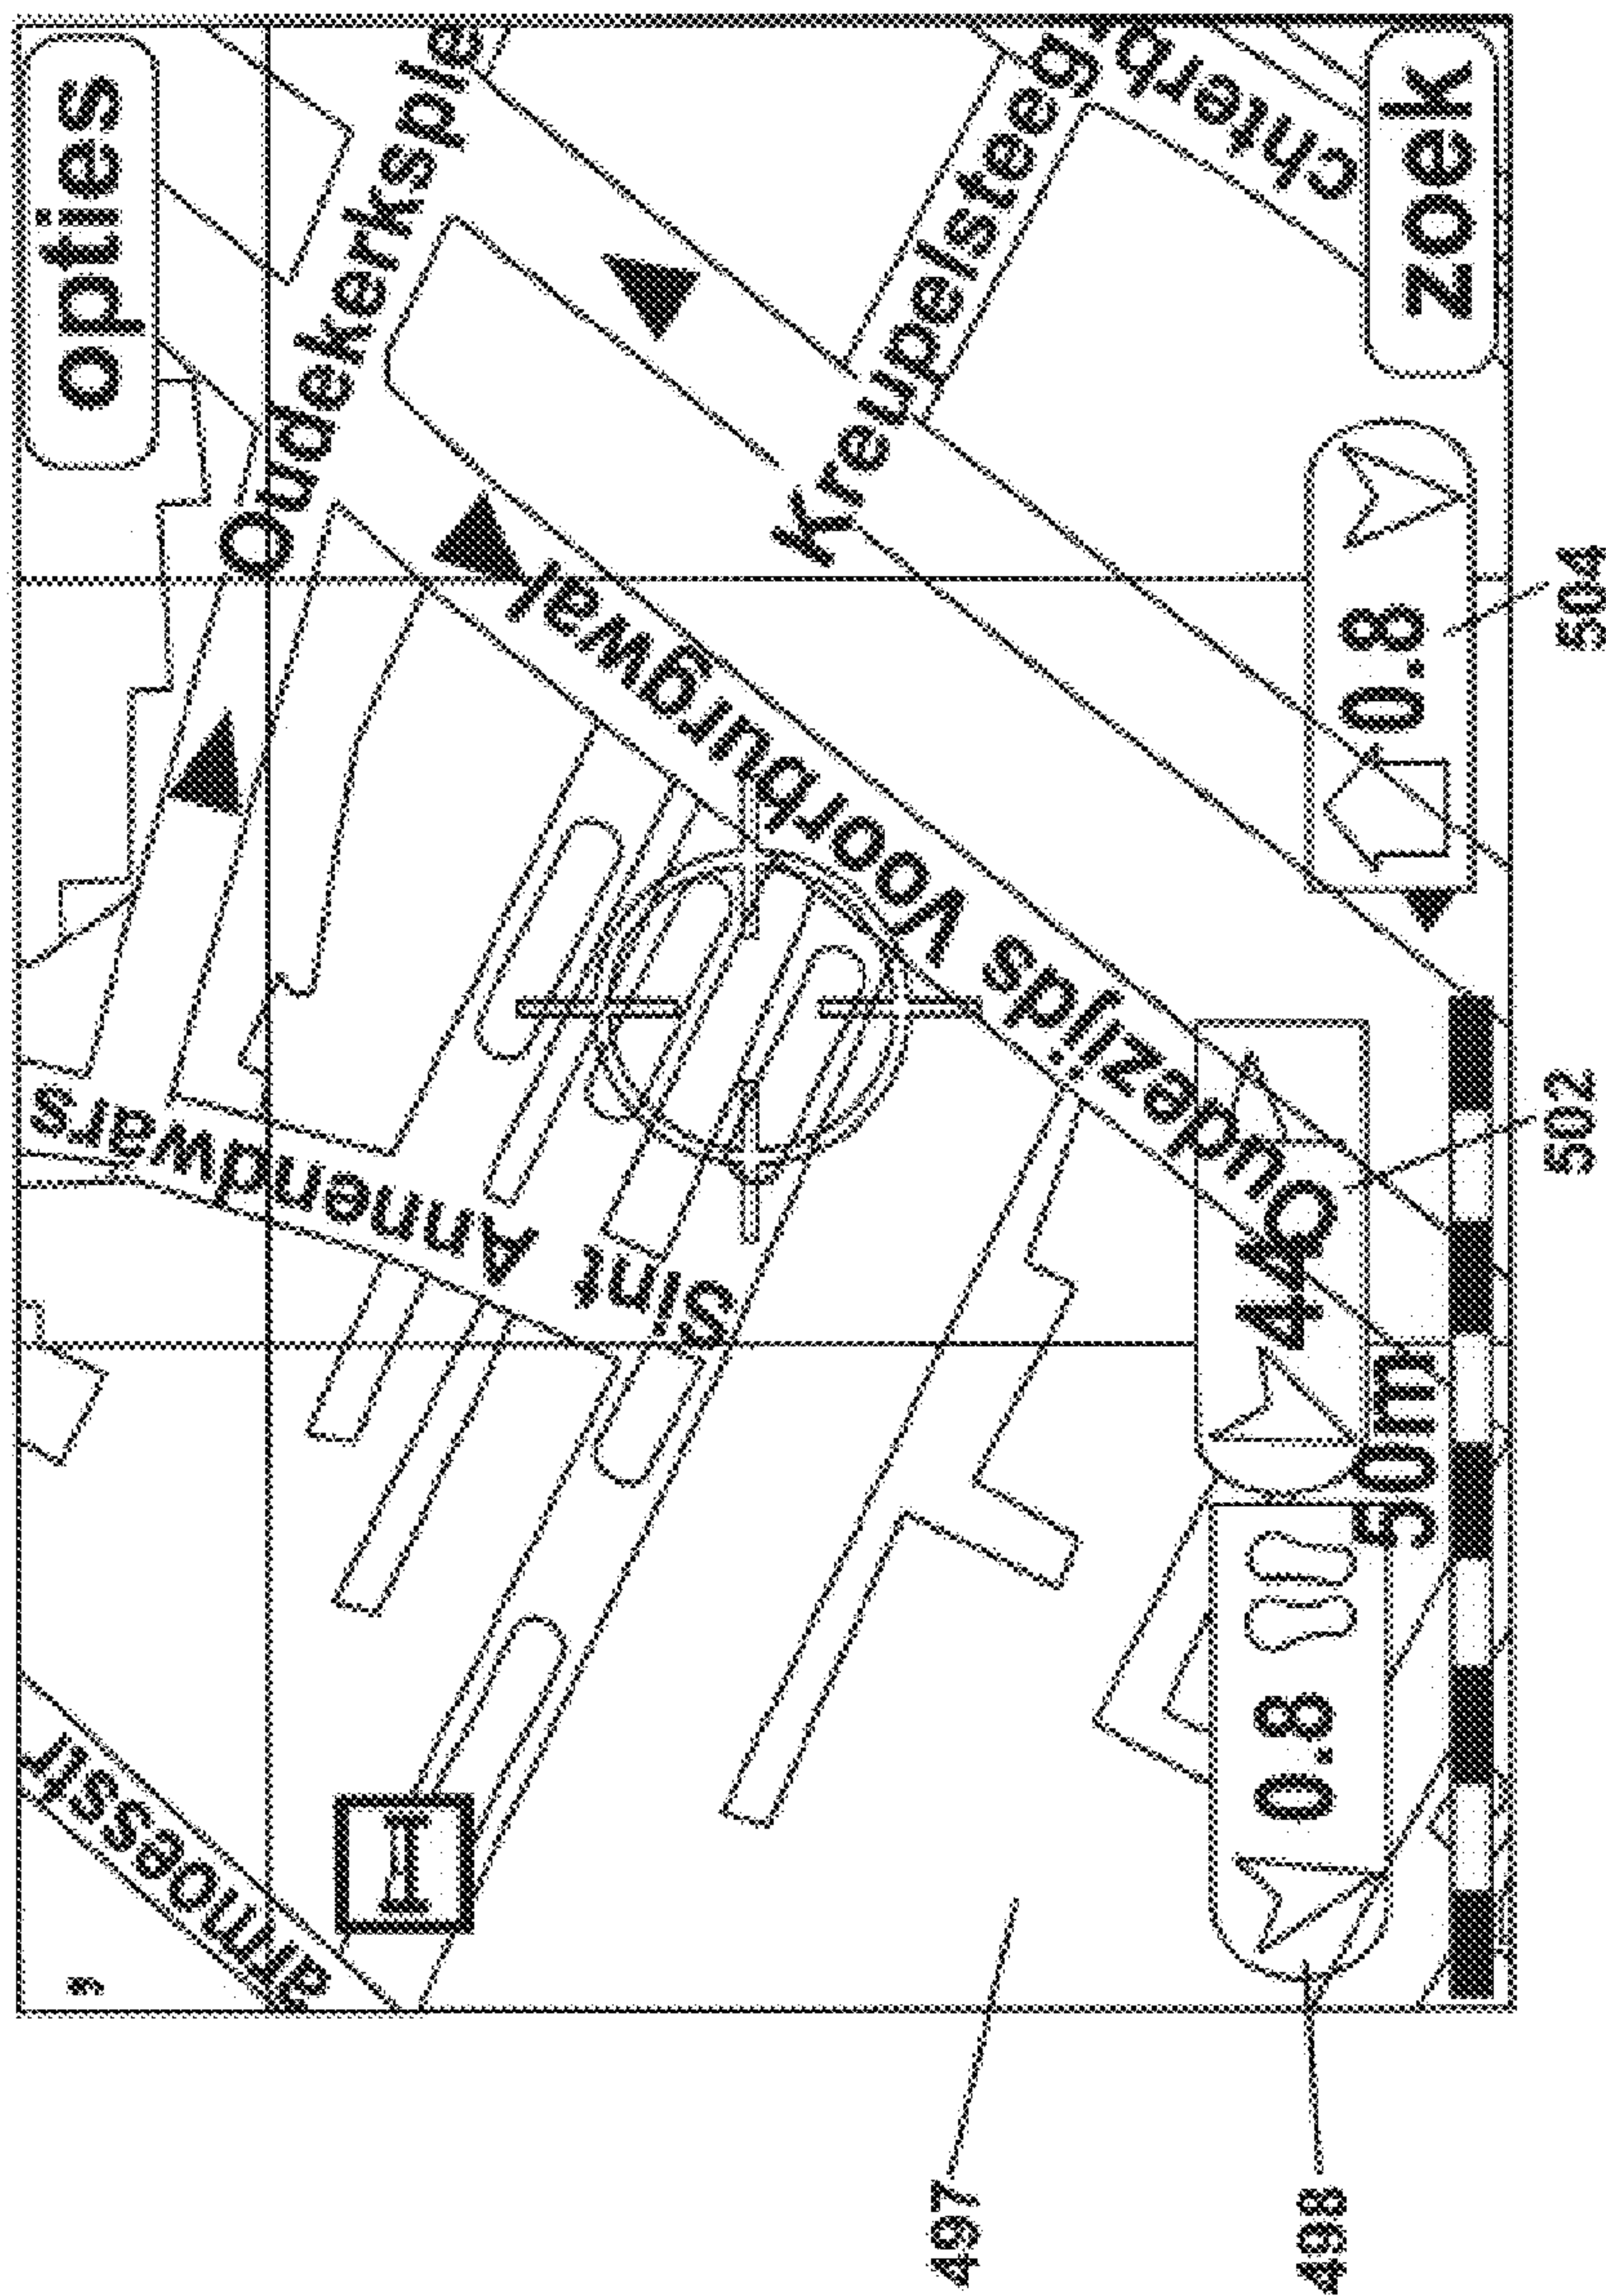 opties
Oudekerksple
Annendwars
Sint
armoesstr
Oudezijds Voorburgwal
Kreupelsteeg
chterb
zoek
0.8
44
0.8
50m
497
498
502
504